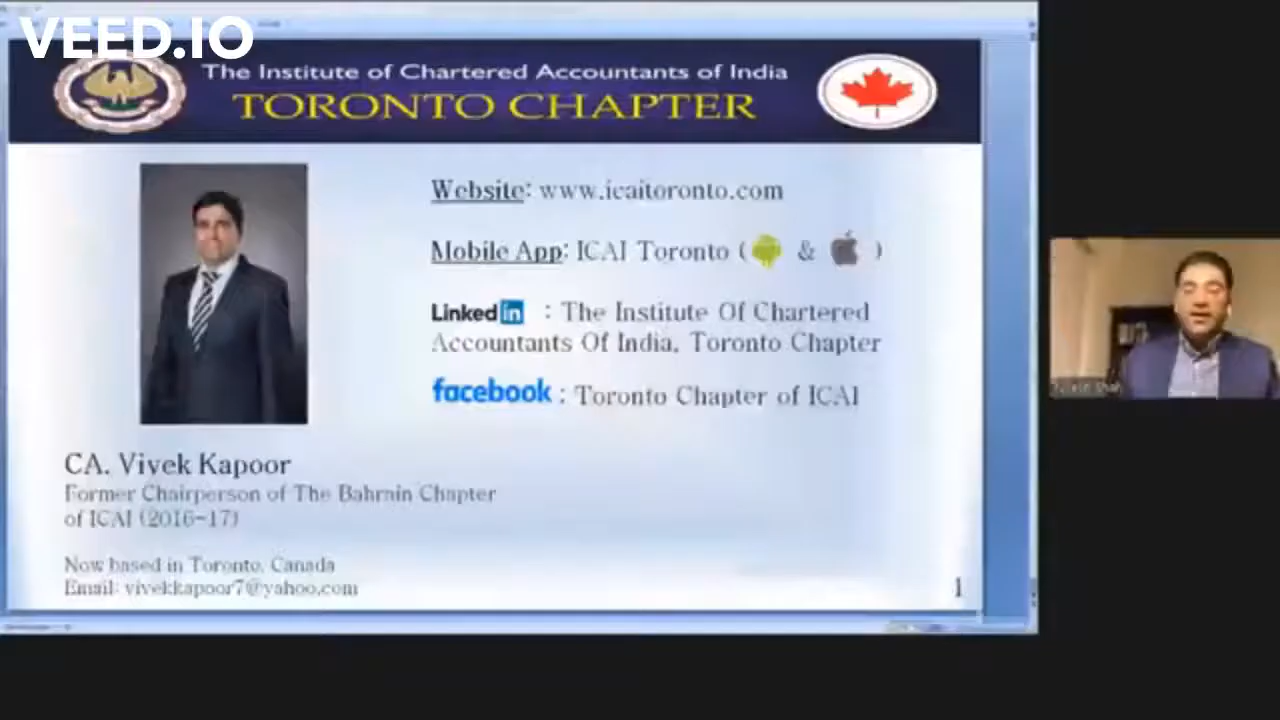 VEED.IO
The Institute of Chartered Accountants of India
TORONTO CHAPTER
Website: www.icaitoronto.com
Mobile App: ICAI Toronto ( & )
Linked in : The Institute Of Chartered
Accountants Of India, Toronto Chapter
facebook : Toronto Chapter of ICAI
CA. Vivek Kapoor
Former Chairperson of The Bahrain Chapter
of ICAI (2016-17)
Now based in Toronto, Canada
Email: vivekkapoor7@yahoo.com
1